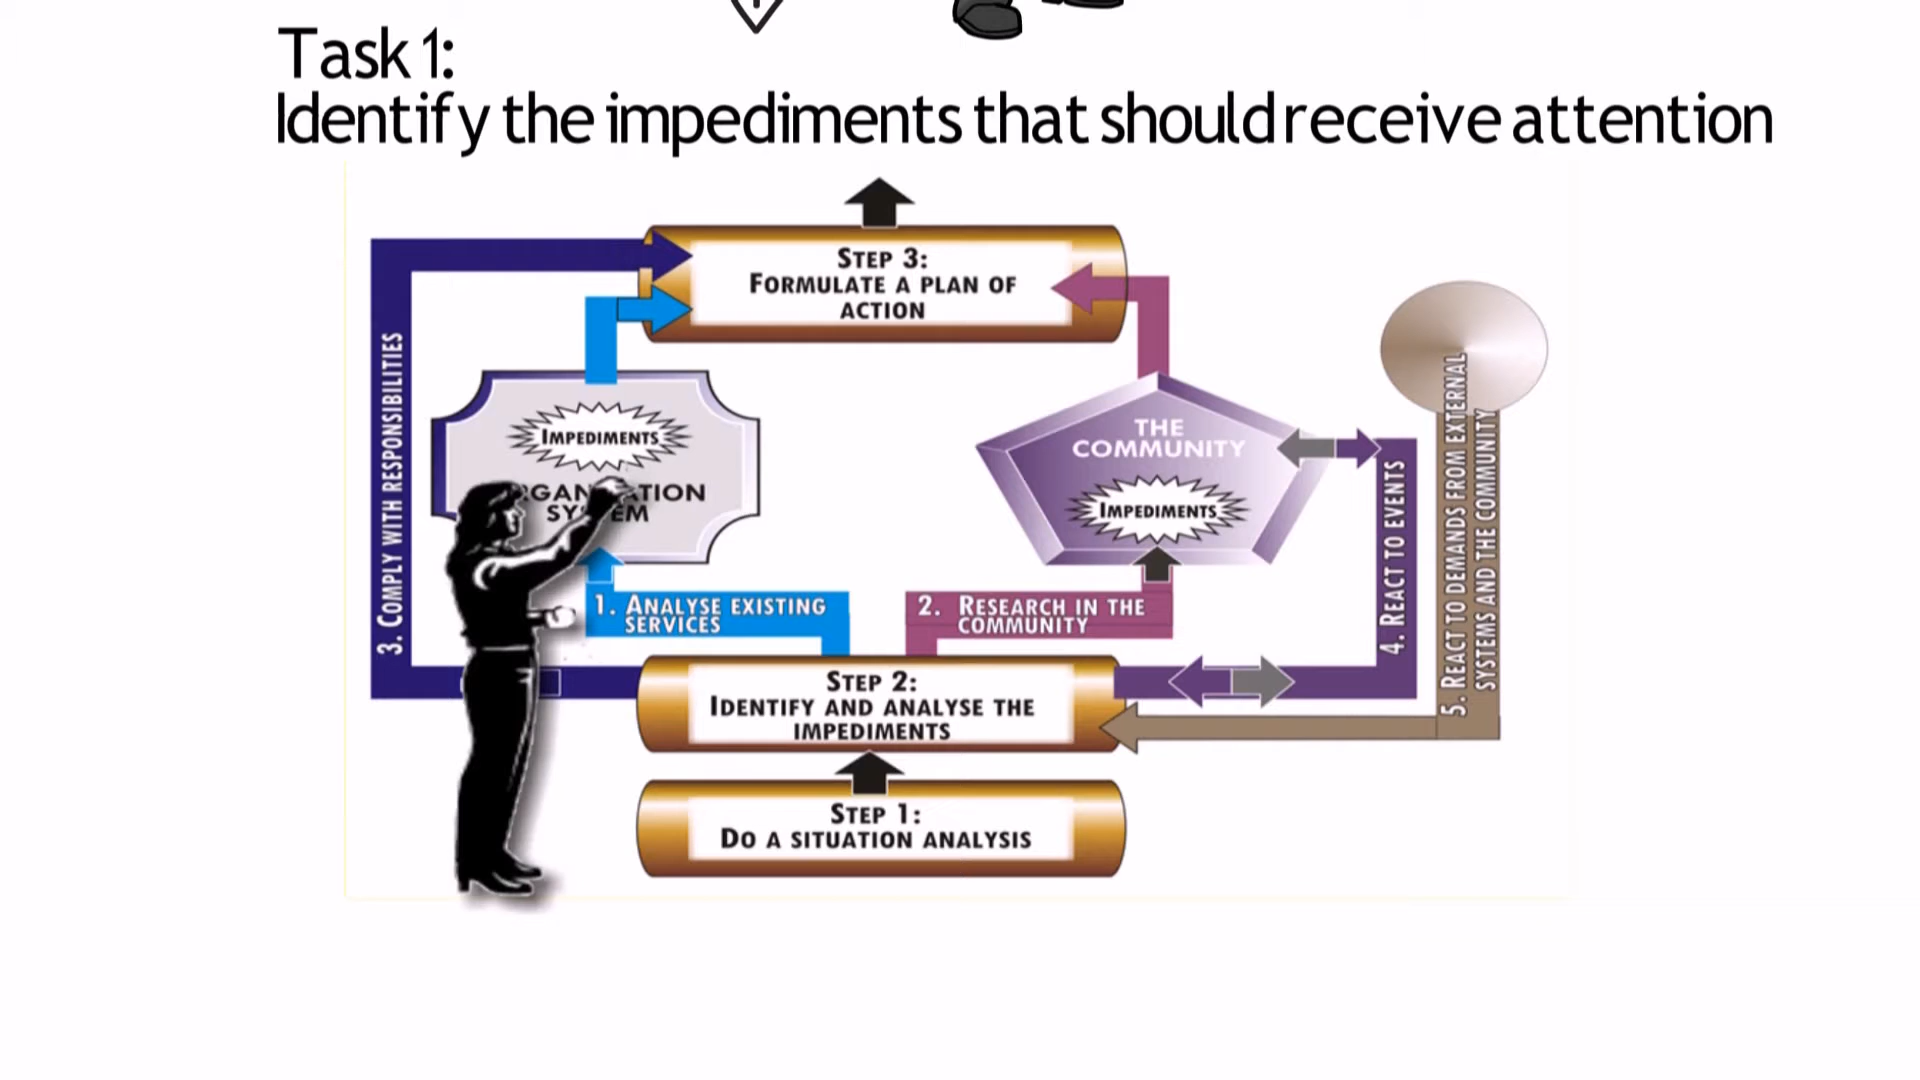 Task 1:
Identify the impediments that should receive attention
STEP 3:
FORMULATE A PLAN OF
ACTION
3. COMPLY WITH RESPONSIBILITIES
IMPEDIMENTS
THE
COMMUNITY
IMPEDIMENTS
4. REACT TO EVENTS
5. REACT TO DEMANDS FROM EXTERNAL
SYSTEMS AND THE COMMUNITY
1. ANALYSE EXISTING
SERVICES
2. RESEARCH IN THE
COMMUNITY
STEP 2:
IDENTIFY AND ANALYSE THE
IMPEDIMENTS
STEP 1:
DO A SITUATION ANALYSIS